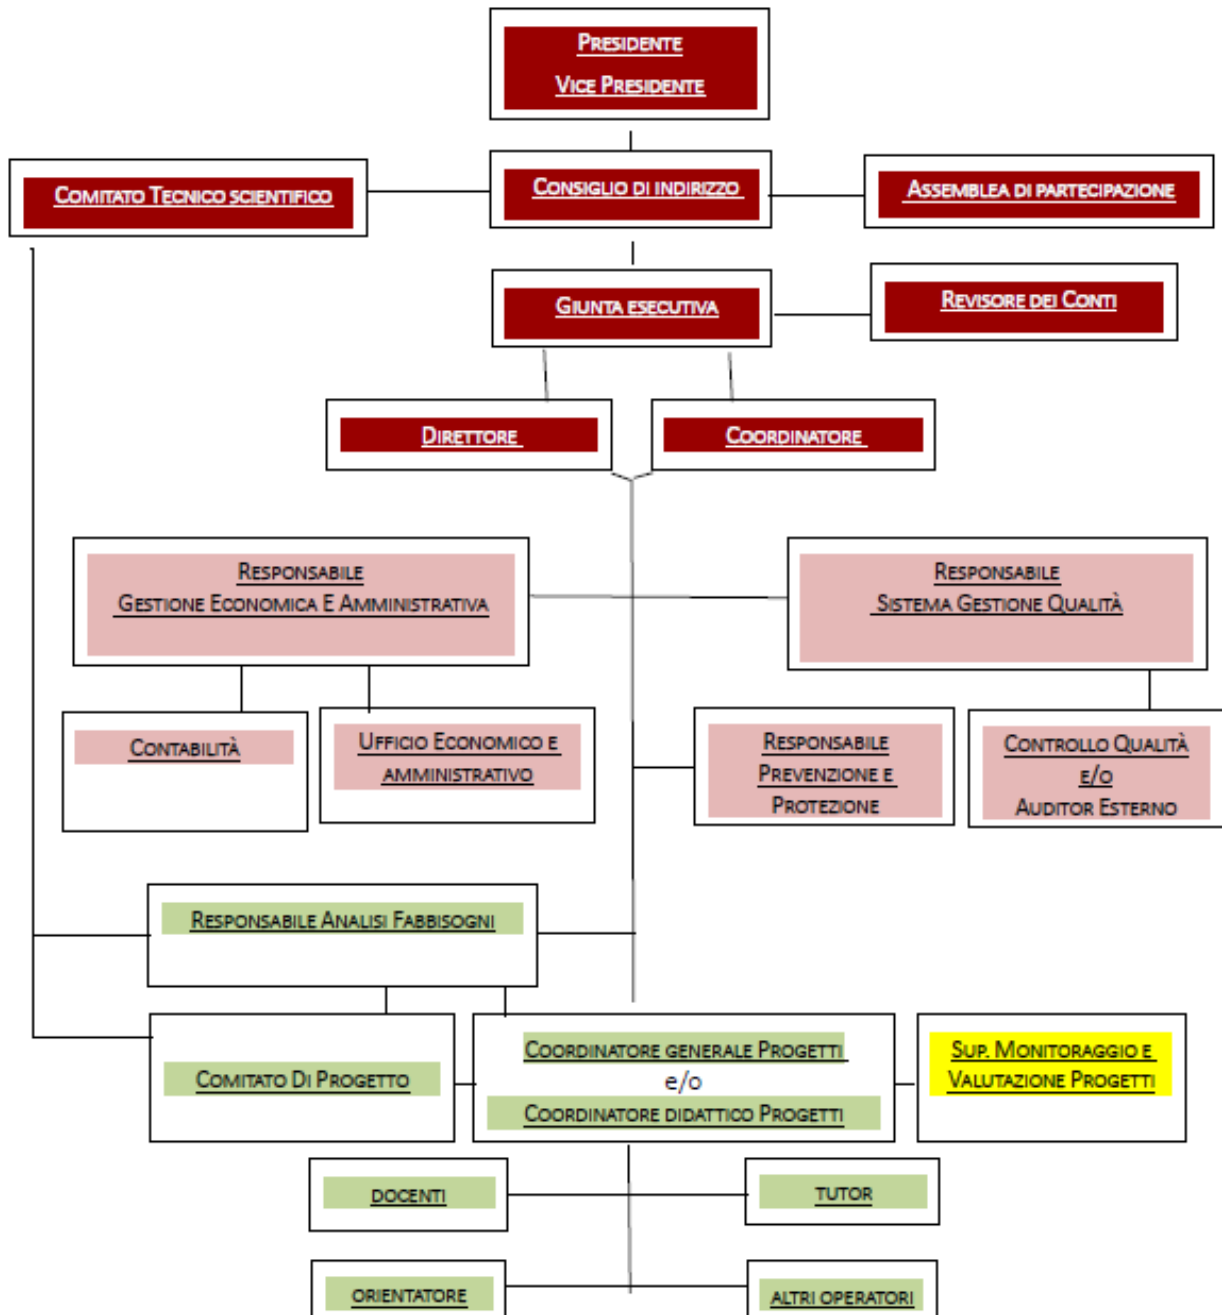 PRESIDENTE
VICE PRESIDENTE
COMITATO TECNICO SCIENTIFICO
CONSIGLIO DI INDIRIZZO
ASSEMBLEA DI PARTECIPAZIONE
GIUNTA ESECUTIVA
REVISORE DEI CONTI
DIRETTORE
COORDINATORE
RESPONSABILE
GESTIONE ECONOMICA E AMMINISTRATIVA
RESPONSABILE
SISTEMA GESTIONE QUALITÀ
CONTABILITÀ
UFFICIO ECONOMICO E
AMMINISTRATIVO
RESPONSABILE
PREVENZIONE E
PROTEZIONE
CONTROLLO QUALITÀ
E/O
AUDITOR ESTERNO
RESPONSABILE ANALISI FABBISOGNI
COMITATO DI PROGETTO
COORDINATORE GENERALE PROGETTI
e/o
COORDINATORE DIDATTICO PROGETTI
SUP. MONITORAGGIO E
VALUTAZIONE PROGETTI
DOCENTI
TUTOR
ORIENTATORE
ALTRI OPERATORI